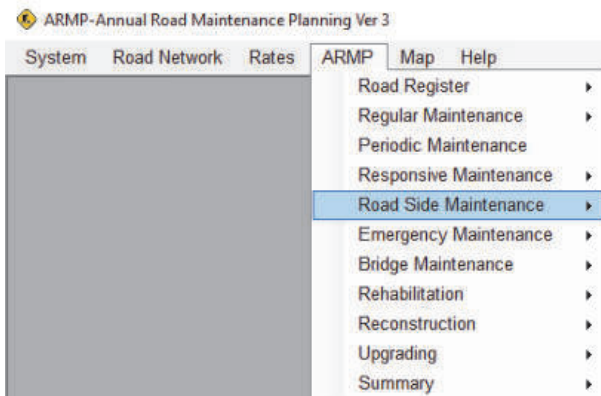 ARMP-Annual Road Maintenance Planning Ver 3
System Road Network Rates ARMP Map Help
Road Register
Regular Maintenance
Periodic Maintenance
Responsive Maintenance
Road Side Maintenance
Emergency Maintenance
Bridge Maintenance
Rehabilitation
Reconstruction
Upgrading
Summary